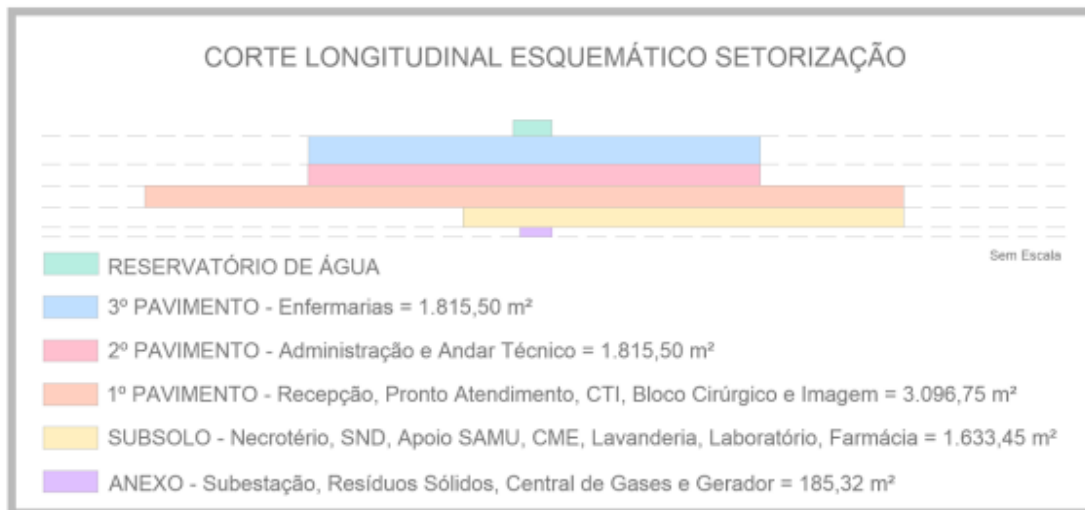 CORTE LONGITUDINAL ESQUEMÁTICO SETORIZAÇÃO
Sem Escala
RESERVATÓRIO DE ÁGUA
3º PAVIMENTO - Enfermarias = 1.815,50 m²
2º PAVIMENTO - Administração e Andar Técnico = 1.815,50 m²
1º PAVIMENTO - Recepção, Pronto Atendimento, CTI, Bloco Cirúrgico e Imagem = 3.096,75 m²
SUBSOLO - Necrotério, SND, Apoio SAMU, CME, Lavanderia, Laboratório, Farmácia = 1.633,45 m²
ANEXO - Subestação, Resíduos Sólidos, Central de Gases e Gerador = 185,32 m²